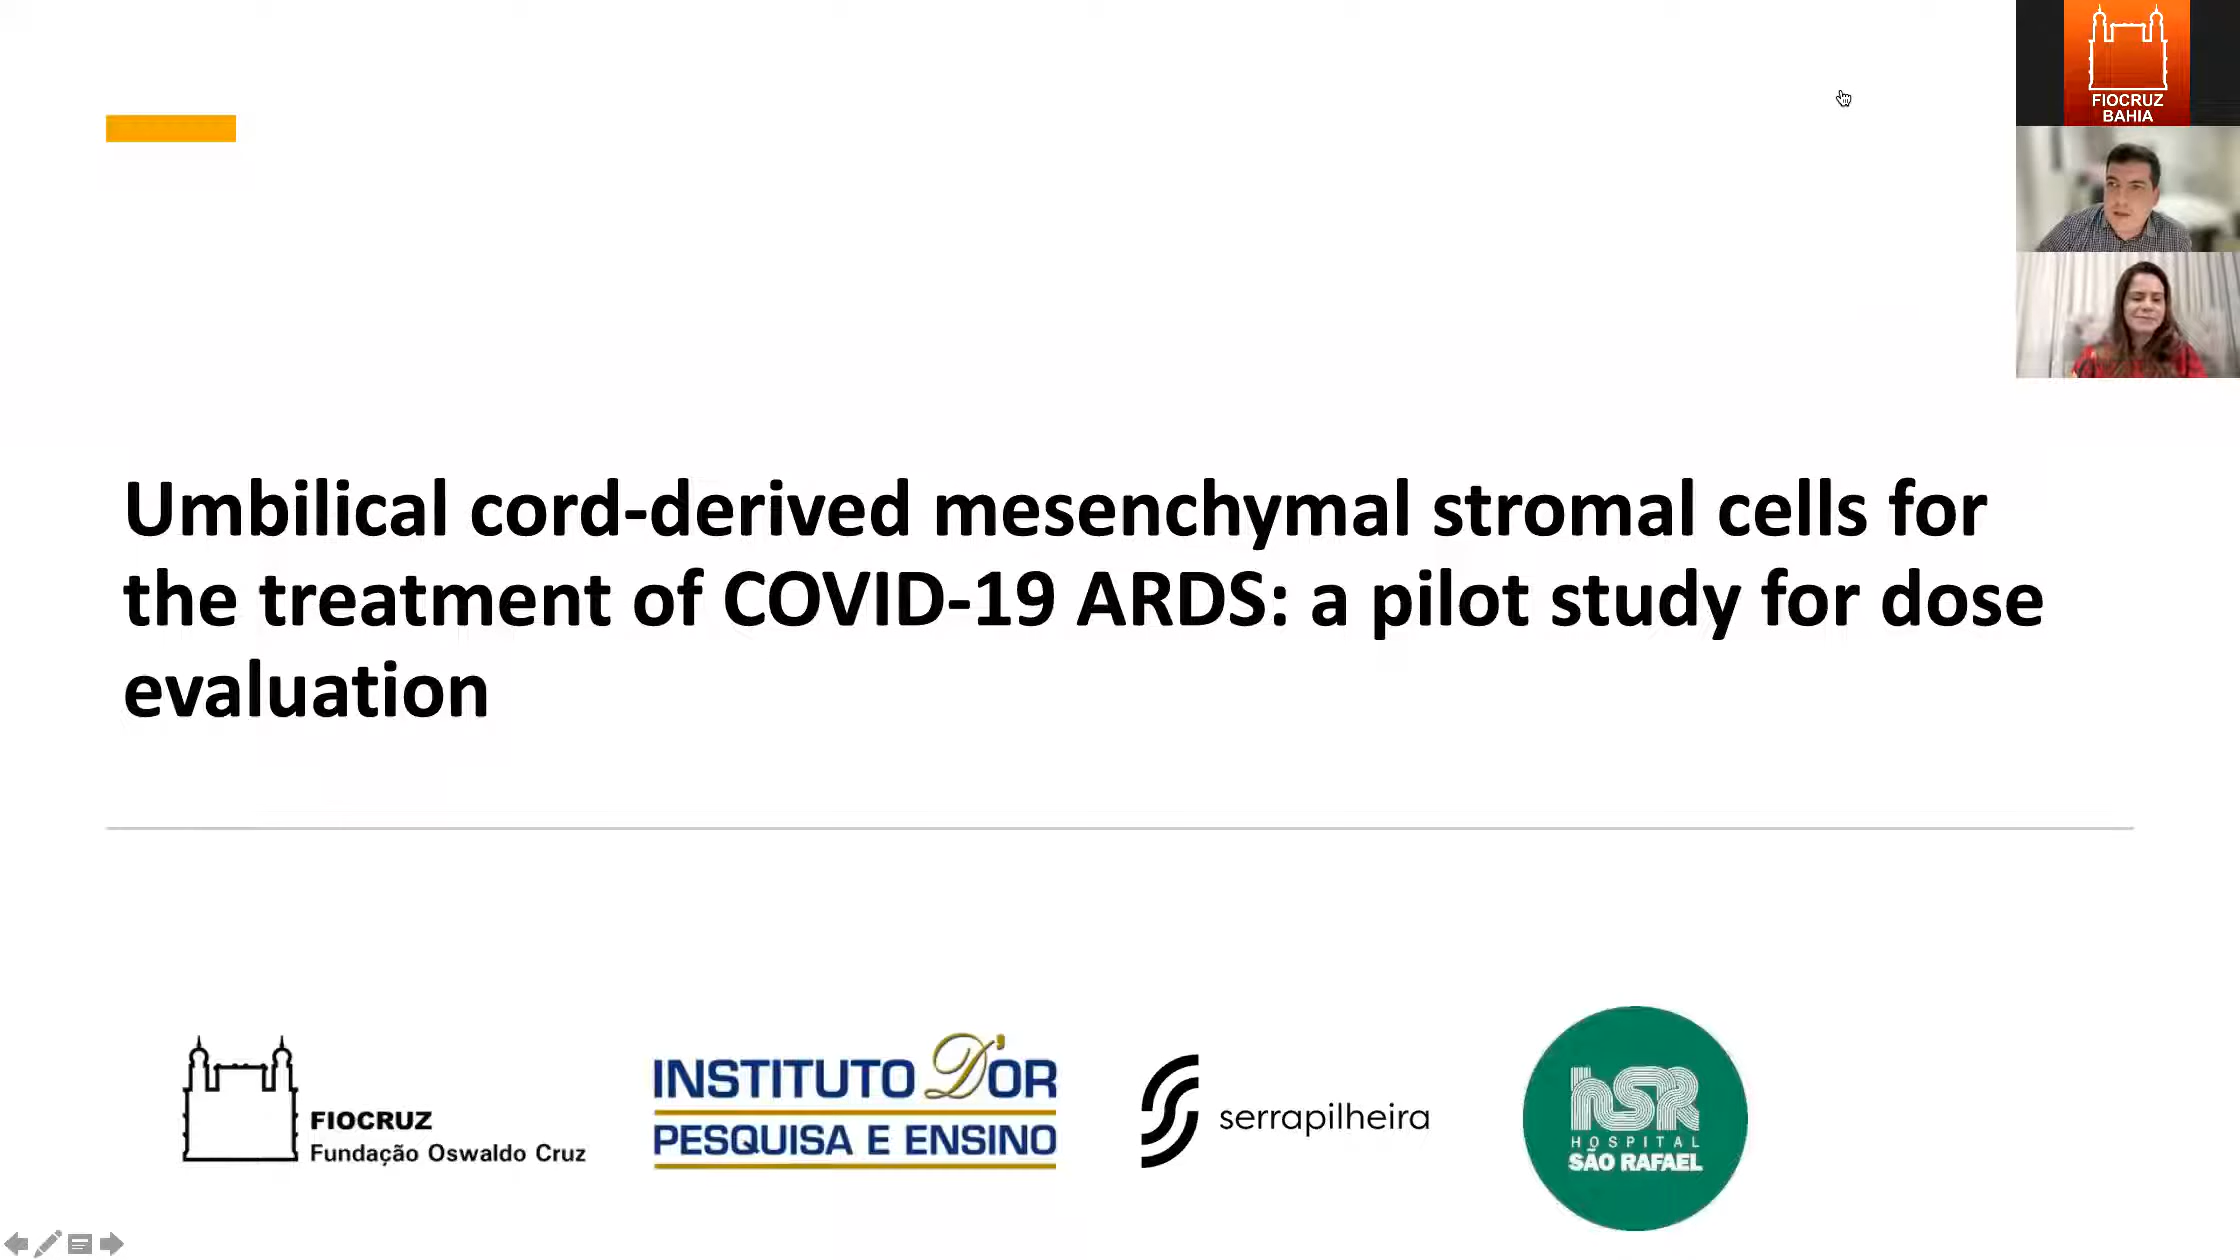 FIOCRUZ
BAHIA
Umbilical cord-derived mesenchymal stromal cells for
the treatment of COVID-19 ARDS: a pilot study for dose
evaluation
FIOCRUZ
Fundação Oswaldo Cruz
INSTITUTO D'OR
PESQUISA E ENSINO
serrapilheira
hSR
HOSPITAL
SÃO RAFAEL